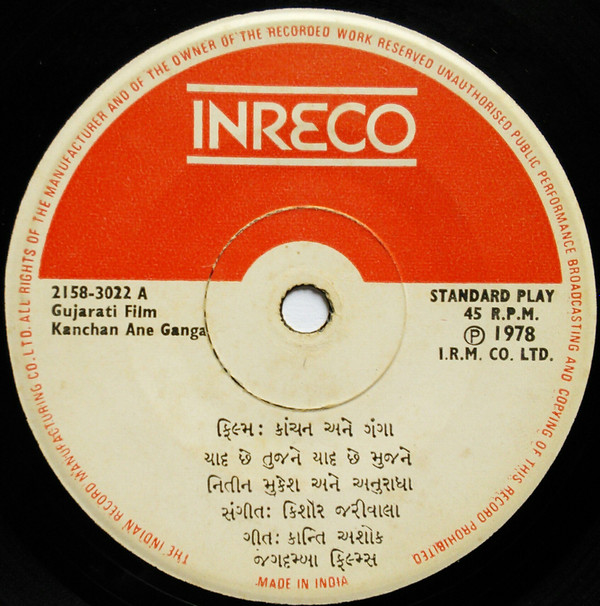 THE INDIAN RECORD MANUFACTURING CO.LTD. ALL RIGHTS OF THE MANUFACTURER AND OF THE OWNER OF THE RECORDED WORK RESERVED UNAUTHORISED PUBLIC PERFORMANCE BROADCASTING AND COPYING OF THIS RECORD PROHIBITED
INRECO
2158-3022 A
Gujarati Film
Kanchan Ane Ganga
STANDARD PLAY
45 R.P.M.
Ⓟ 1978
I.R.M. CO. LTD.
ફિલ્મ: કાંચન અને ગંગા
યાદ છે તુજને યાદ છે મુજને
નિતીન મુકેશ અને અનુરાધા
સંગીત: કિશોર જરીવાલા
ગીત: કાન્તિ અશોક
જગદમ્બા ફિલ્મ્સ
MADE IN INDIA